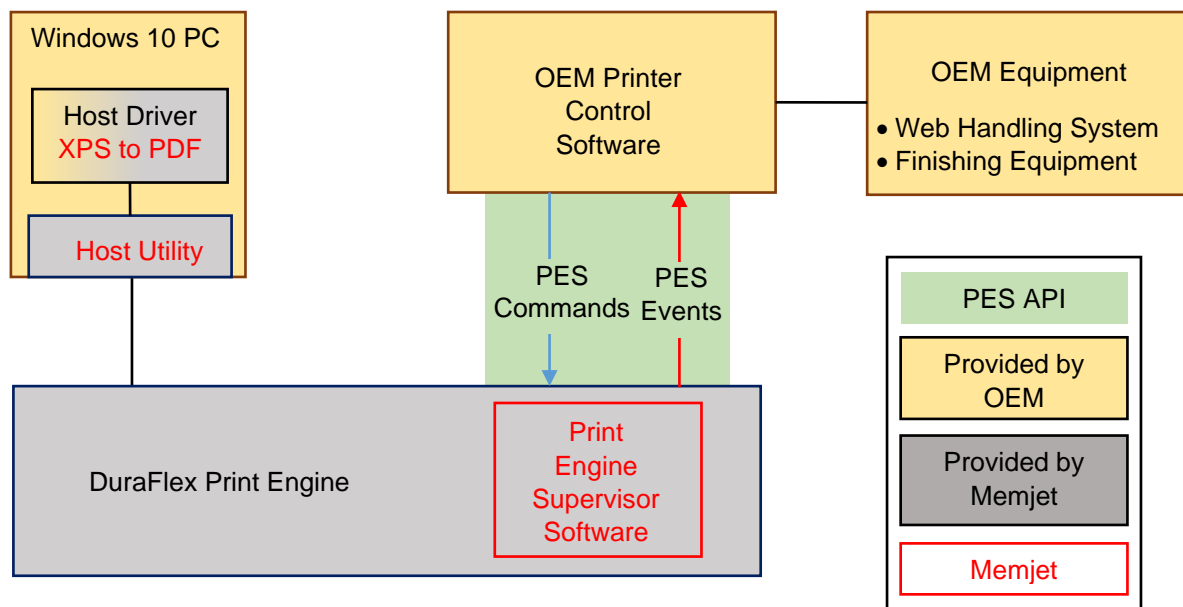 Windows 10 PC
Host Driver
XPS to PDF
Host Utility
OEM Printer
Control
Software
OEM Equipment
• Web Handling System
• Finishing Equipment
PES
Commands
PES
Events
DuraFlex Print Engine
Print
Engine
Supervisor
Software
PES API
Provided by
OEM
Provided by
Memjet
Memjet